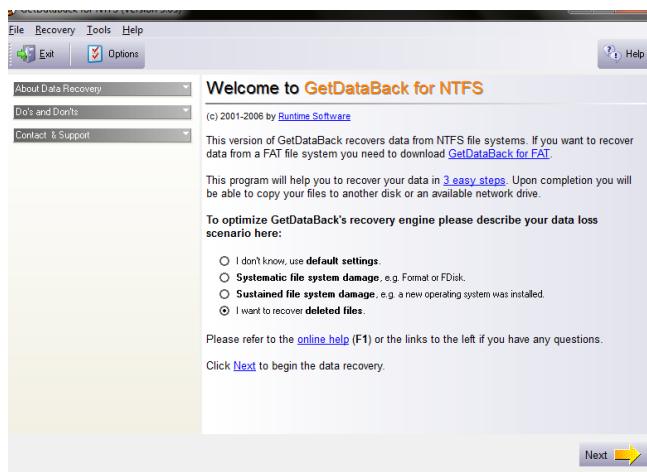 GetDataBack for NTFS (Version 3.03)
File Recovery Tools Help
Exit Options Help
About Data Recovery
Do's and Don'ts
Contact & Support
Welcome to GetDataBack for NTFS
(c) 2001-2006 by Runtime Software
This version of GetDataBack recovers data from NTFS file systems. If you want to recover
data from a FAT file system you need to download GetDataBack for FAT.
This program will help you to recover your data in 3 easy steps. Upon completion you will
be able to copy your files to another disk or an available network drive.
To optimize GetDataBack's recovery engine please describe your data loss
scenario here:
I don't know, use default settings.
Systematic file system damage, e.g. Format or FDisk.
Sustained file system damage, e.g. a new operating system was installed.
I want to recover deleted files.
Please refer to the online help (F1) or the links to the left if you have any questions.
Click Next to begin the data recovery.
Next